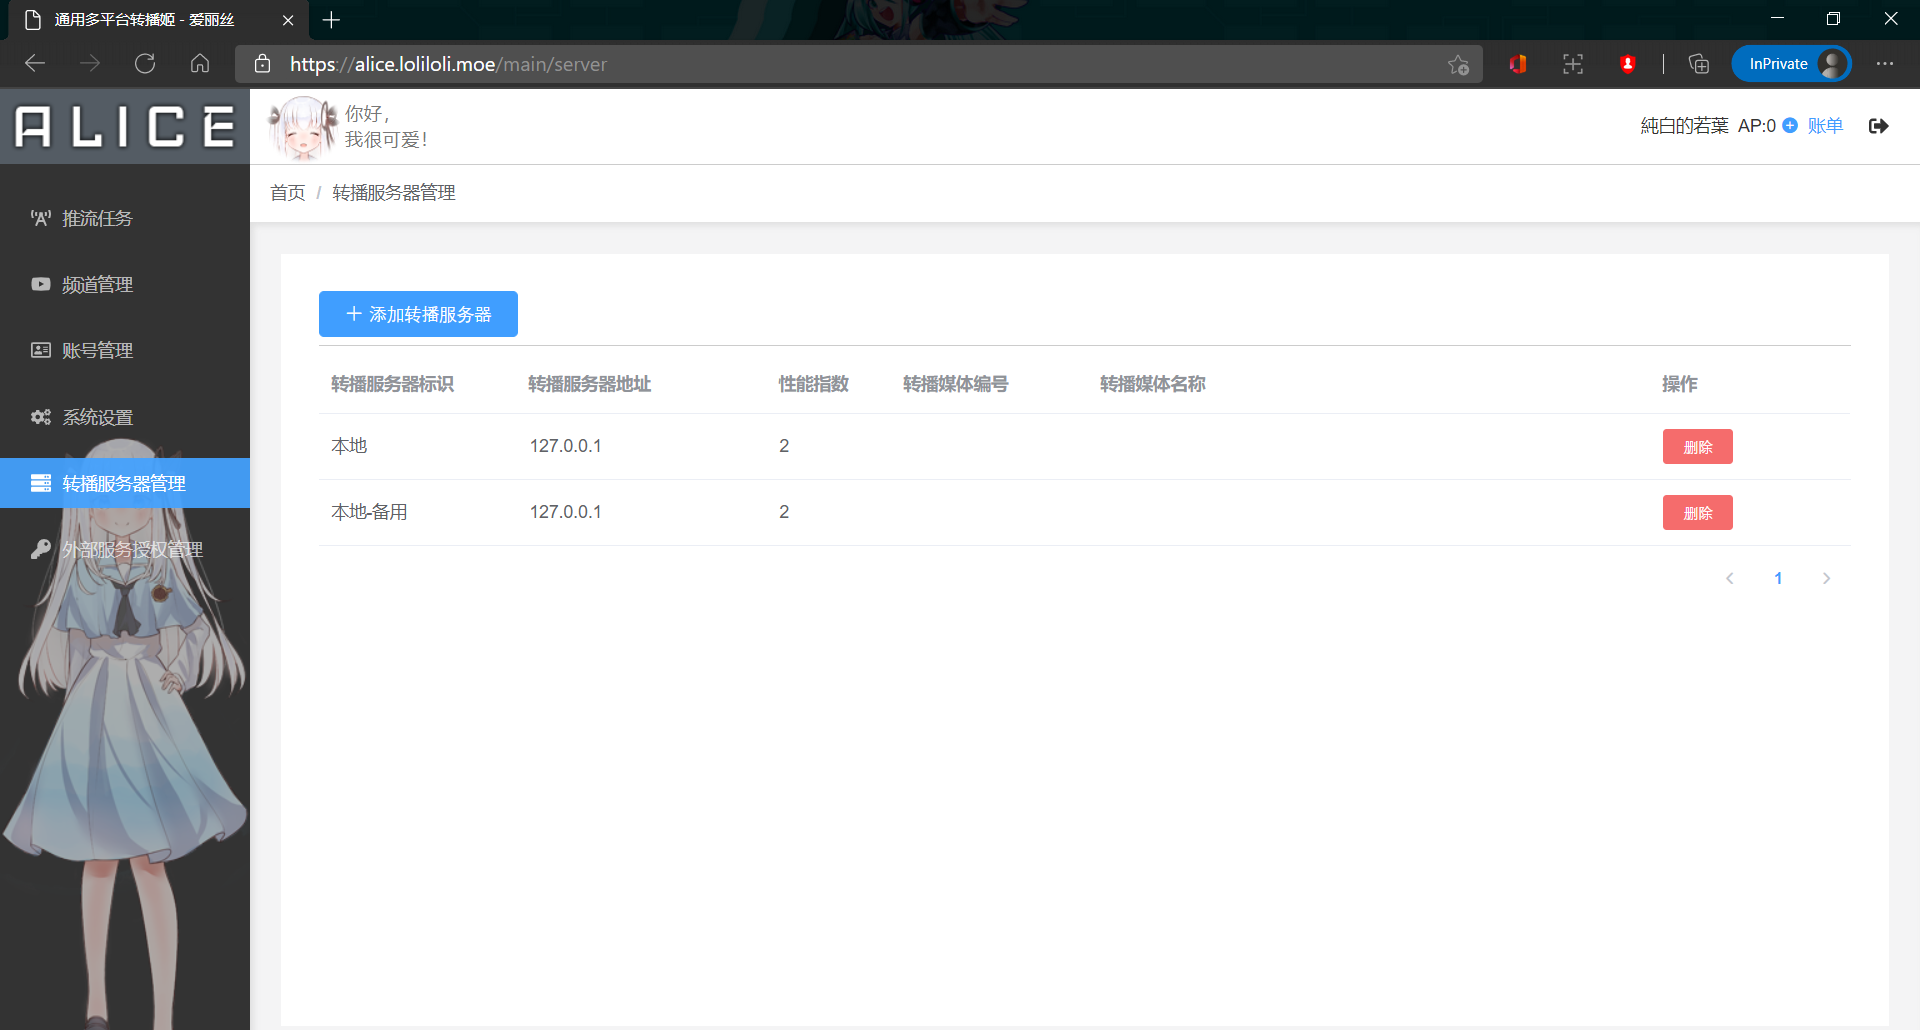 通用多平台转播姬 - 爱丽丝
https://alice.loliloli.moe/main/server
InPrivate
ALICE
你好，
我很可爱！
純白的若葉 AP:0 账单
首页 / 转播服务器管理
推流任务
频道管理
账号管理
系统设置
转播服务器管理
外部服务授权管理
添加转播服务器
转播服务器标识 转播服务器地址 性能指数 转播媒体编号 转播媒体名称 操作
本地 127.0.0.1 2 删除
本地-备用 127.0.0.1 2 删除
1